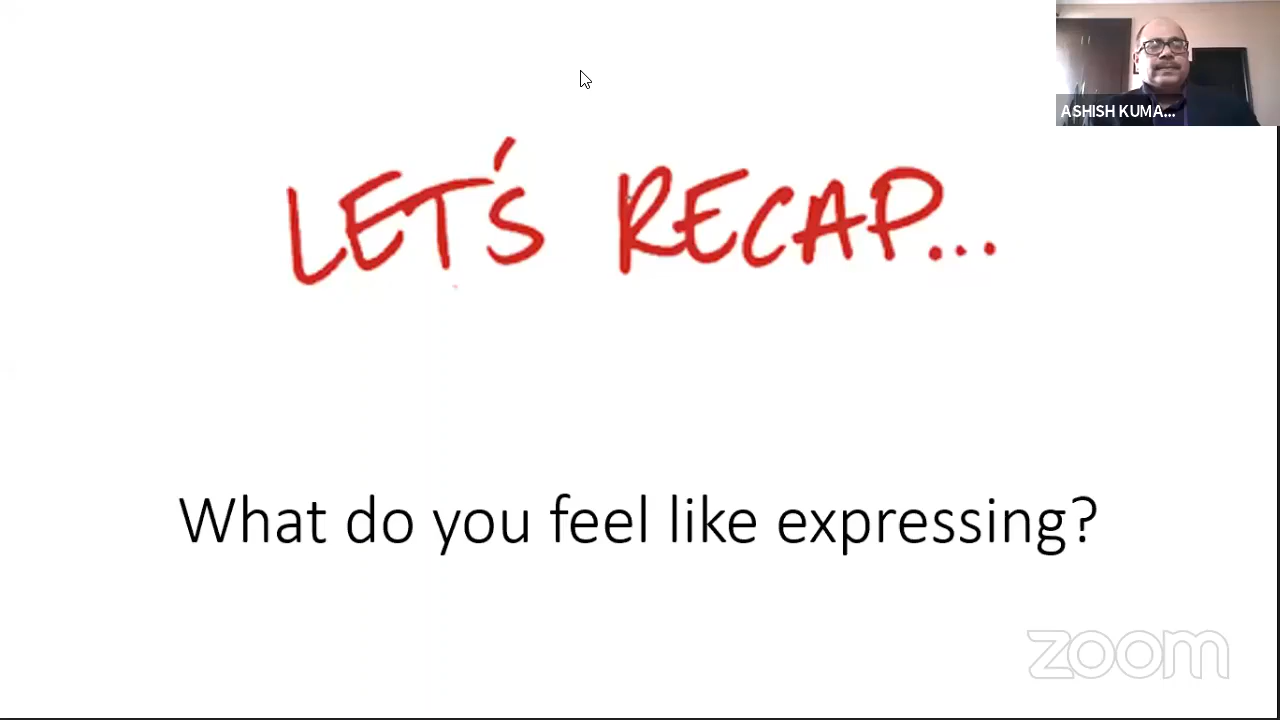 ASHISH KUMA...
LET'S RECAP...
What do you feel like expressing?
zoom